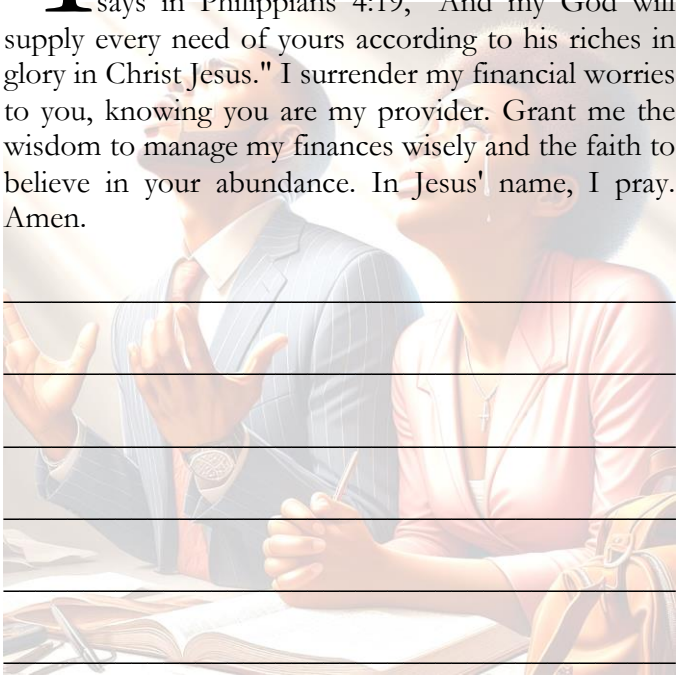 says in Philippians 4:19, "And my God will
supply every need of yours according to his riches in
glory in Christ Jesus." I surrender my financial worries
to you, knowing you are my provider. Grant me the
wisdom to manage my finances wisely and the faith to
believe in your abundance. In Jesus' name, I pray.
Amen.